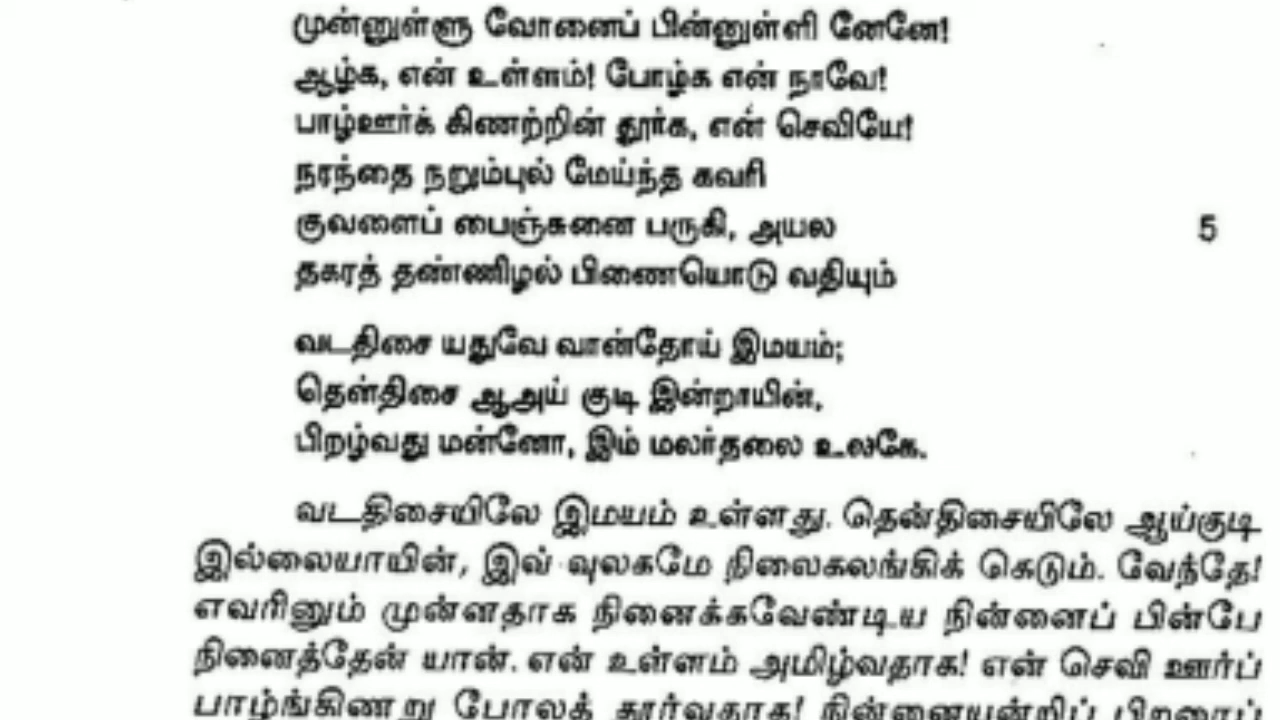 முன்னுள்ளு வோனைப் பின்னுள்ளி னேனே!
ஆழ்க, என் உள்ளம்! போழ்க என் நாவே!
பாழ்ஊர்க் கிணற்றின் தூர்க, என் செவியே!
நரந்தை நறும்புல் மேய்ந்த கவரி
குவளைப் பைஞ்சுனை பருகி, அயல 5
தகரத் தண்ணிழல் பிணையொடு வதியும்
வடதிசை யதுவே வான்தோய் இமயம்;
தென்திசை ஆஅய் குடி இன்றாயின்,
பிறழ்வது மன்னோ, இம் மலர்தலை உலகே.
வடதிசையிலே இமயம் உள்ளது. தென்திசையிலே ஆய்குடி
இல்லையாயின், இவ் வுலகமே நிலைகலங்கிக் கெடும். வேந்தே!
எவரினும் முன்னதாக நினைக்கவேண்டிய நின்னைப் பின்பே
நினைத்தேன் யான். என் உள்ளம் அமிழ்வதாக! என் செவி ஊர்ப்
பாழ்ங்கிணறு போலத் தூர்வதாக! நின்னையன்றிப் பிறரைப்